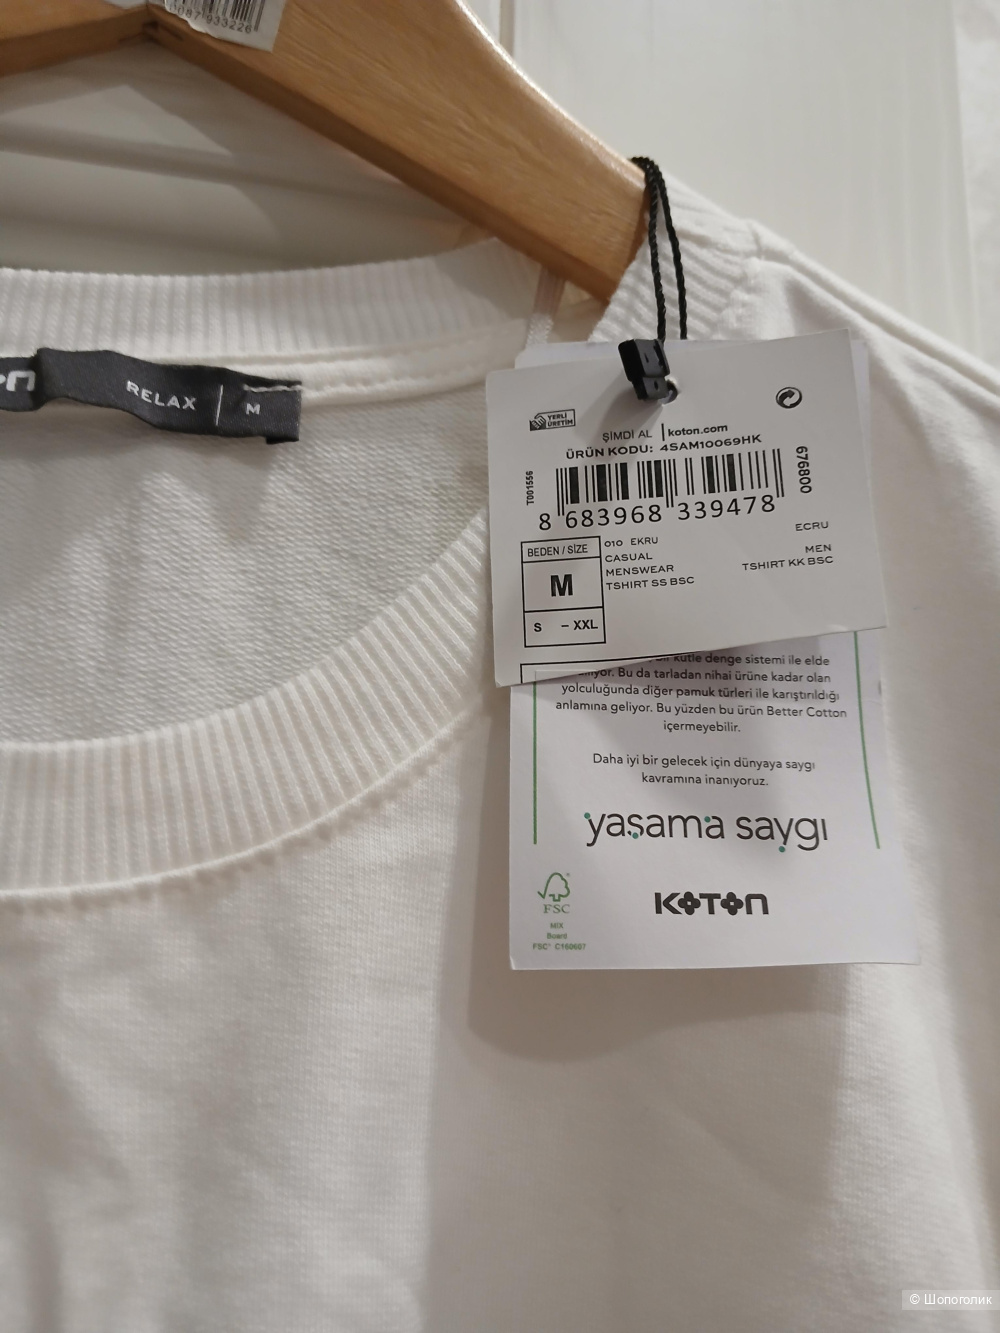 RELAX | M
YERLİ
ÜRETİM
ŞİMDİ AL | koton.com
ÜRÜN KODU: 4SAM10069HK
T001556
676800
8 683968 339478
BEDEN / SIZE
M
S – XXL
010 EKRU
CASUAL
MENSWEAR
TSHIRT SS BSC
ECRU
MEN
TSHIRT KK BSC
kütle denge sistemi ile elde
Bu da tarladan nihai ürüne kadar olan
yolculuğunda diğer pamuk türleri ile karıştırıldığı
anlamına geliyor. Bu yüzden bu ürün Better Cotton
içermeyebilir.
Daha iyi bir gelecek için dünyaya saygı
kavramına inanıyoruz.
yaşama saygı
FSC
MIX
Board
FSC® C160607
KOTON
© Шопоголик